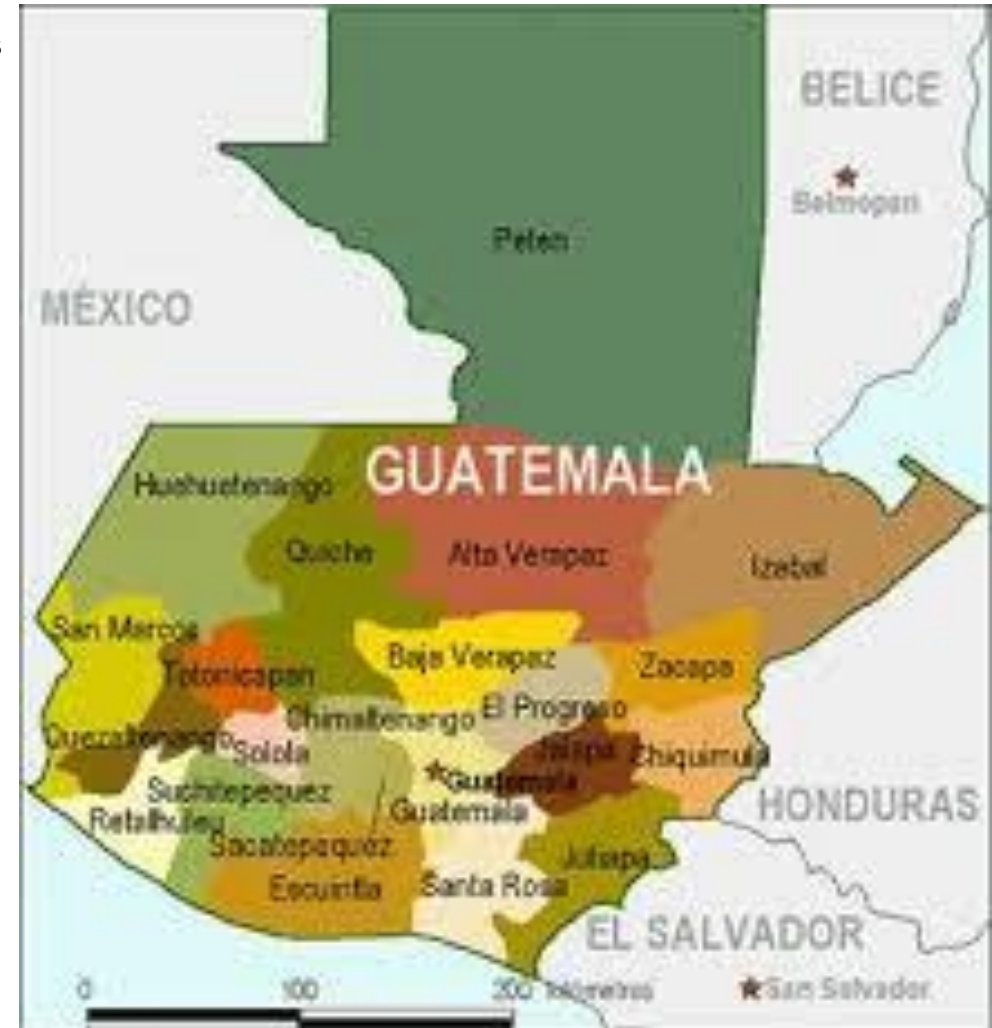 BELICE
Belmopan
Peten
MÉXICO
GUATEMALA
Huehuetenango
Quiche
Alta Verapaz
Izabal
San Marcos
Totonicapan
Baja Verapaz
Zacapa
Chimaltenango
El Progreso
Quezaltenango
Solola
Jalapa
Chiquimula
Guatemala
Suchitepequez
Guatemala
HONDURAS
Retalhuleu
Sacatepequez
Jutiapa
Escuintla
Santa Rosa
EL SALVADOR
0 100 200 kilometros
San Salvador